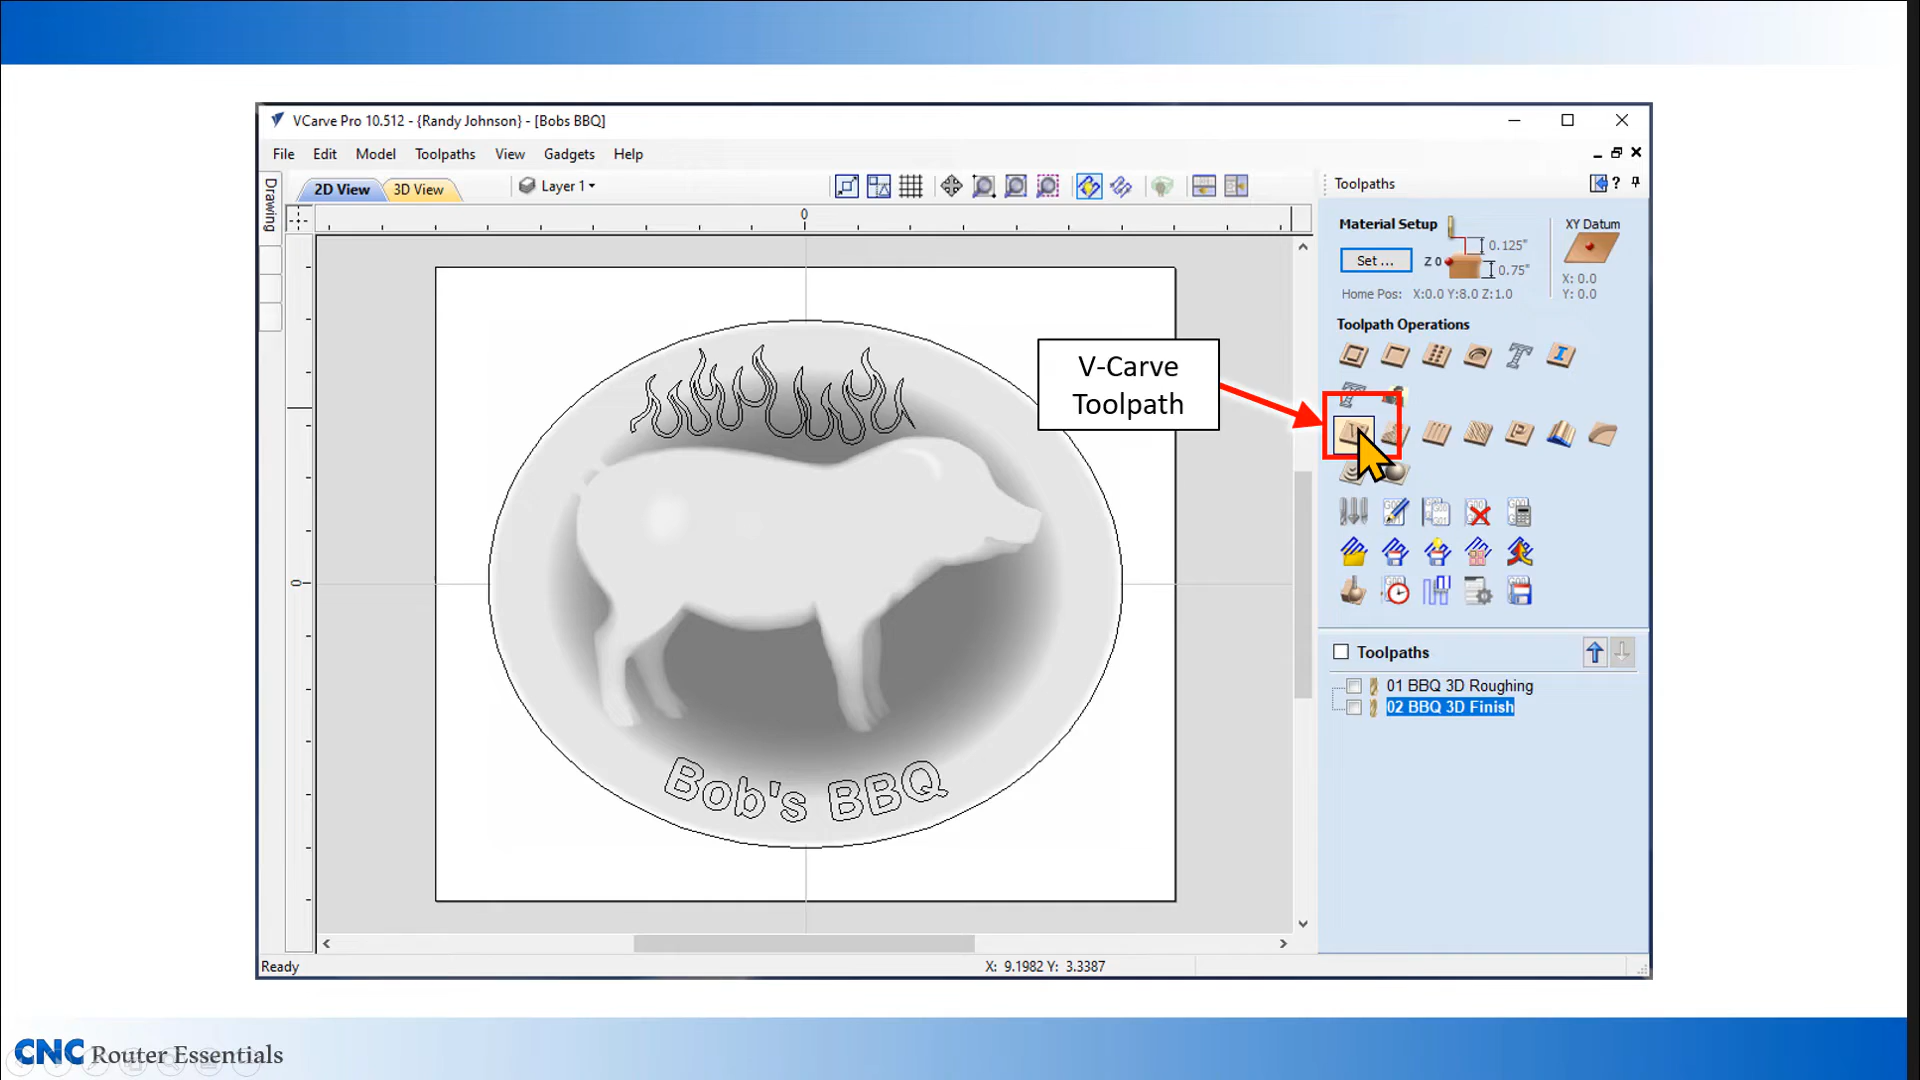 VCarve Pro 10.512 - {Randy Johnson} - [Bobs BBQ]
File Edit Model Toolpaths View Gadgets Help
Drawing
2D View 3D View Layer 1
0
0
Bob's BBQ
V-Carve
Toolpath
Toolpaths
?
Material Setup
Set ...
Z 0
0.125"
0.75"
Home Pos: X:0.0 Y:8.0 Z:1.0
XY Datum
X: 0.0
Y: 0.0
Toolpath Operations
Toolpaths
01 BBQ 3D Roughing
02 BBQ 3D Finish
Ready
X: 9.1982 Y: 3.3387
CNC Router Essentials